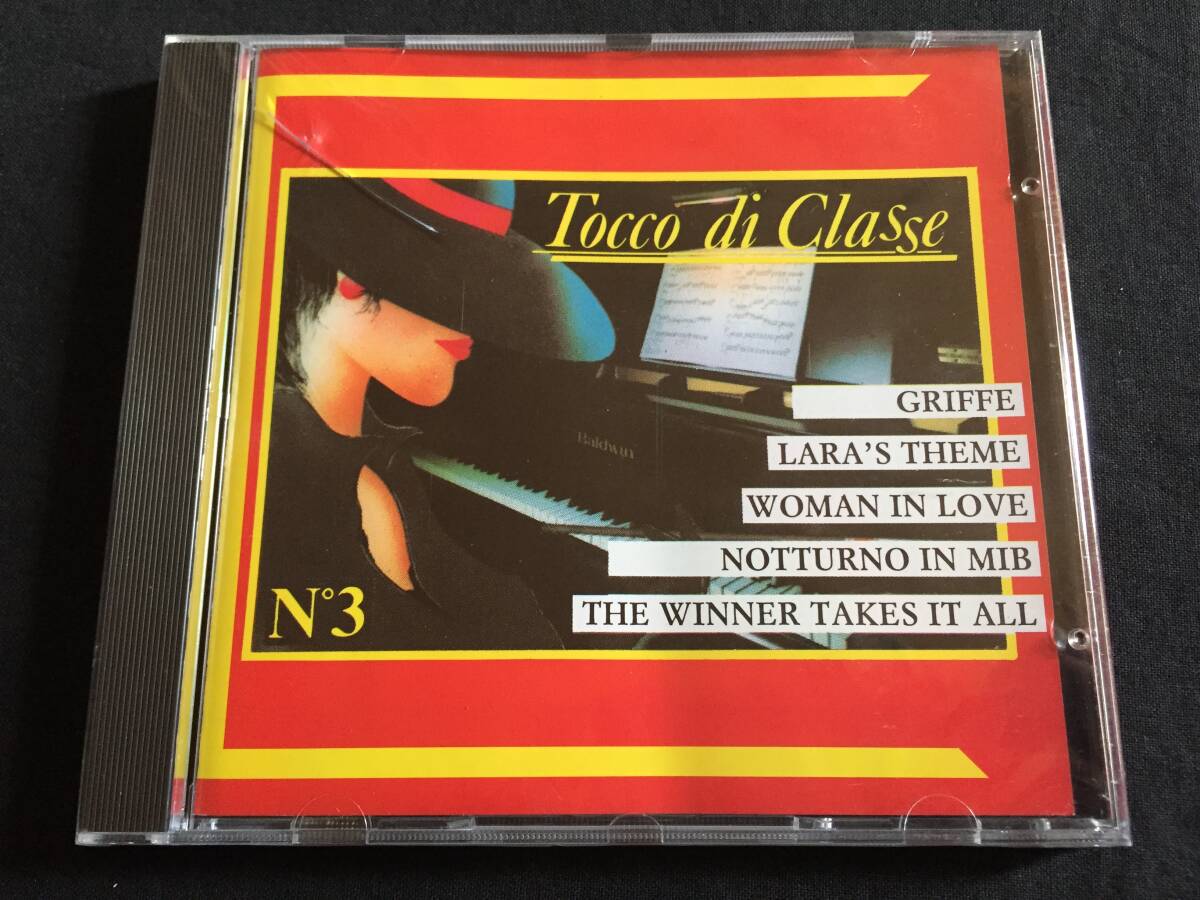 Tocco di Classe
GRIFFE
LARA'S THEME
Baldwin
WOMAN IN LOVE
NOTTURNO IN MIB
N°3
THE WINNER TAKES IT ALL